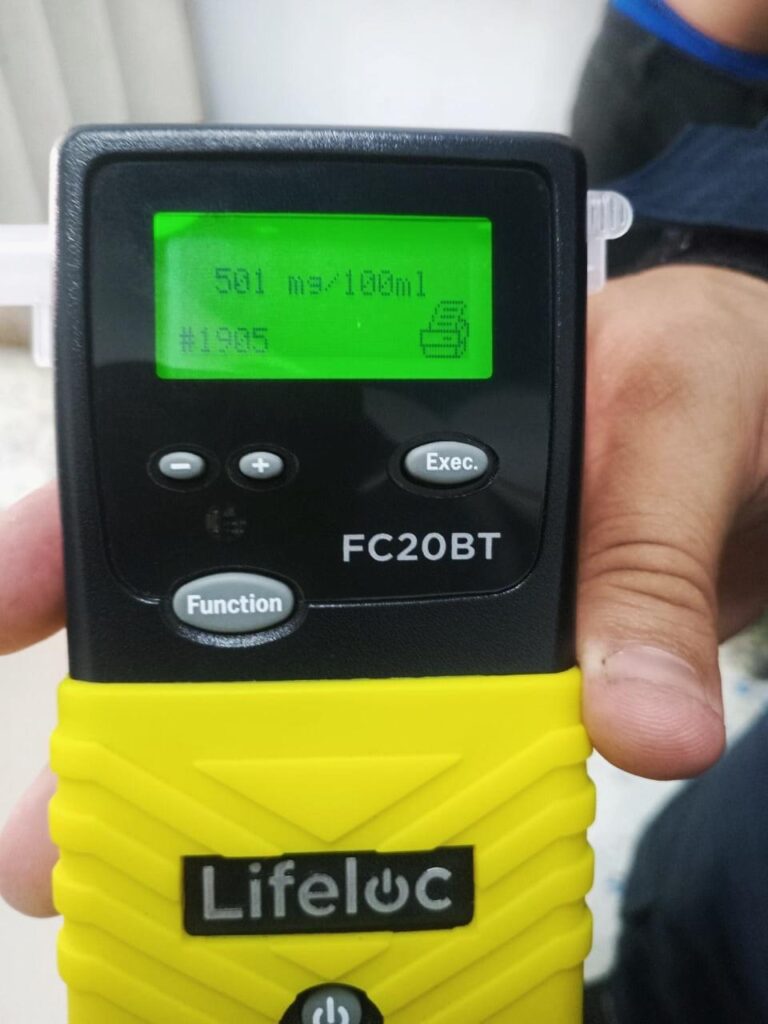 501 mg/100ml
#1905
− +
Exec.
FC20BT
Function
Lifeloc